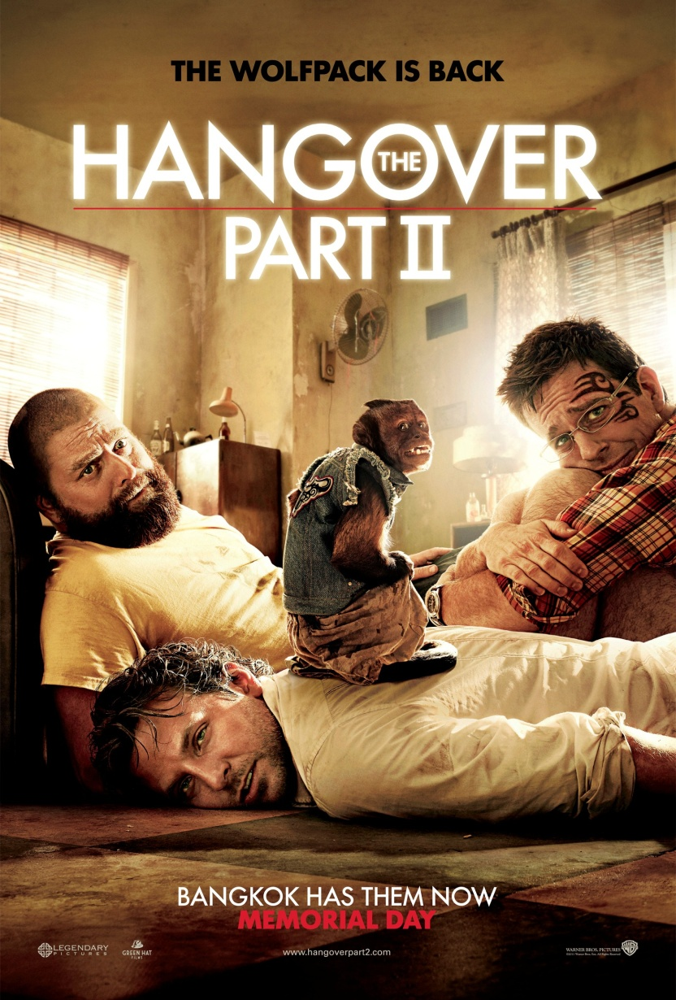 THE WOLFPACK IS BACK
THE
HANGOVER
PART II
BANGKOK HAS THEM NOW
MEMORIAL DAY
LEGENDARY
PICTURES
GREEN HAT
FILMS
www.hangoverpart2.com
WARNER BROS. PICTURES